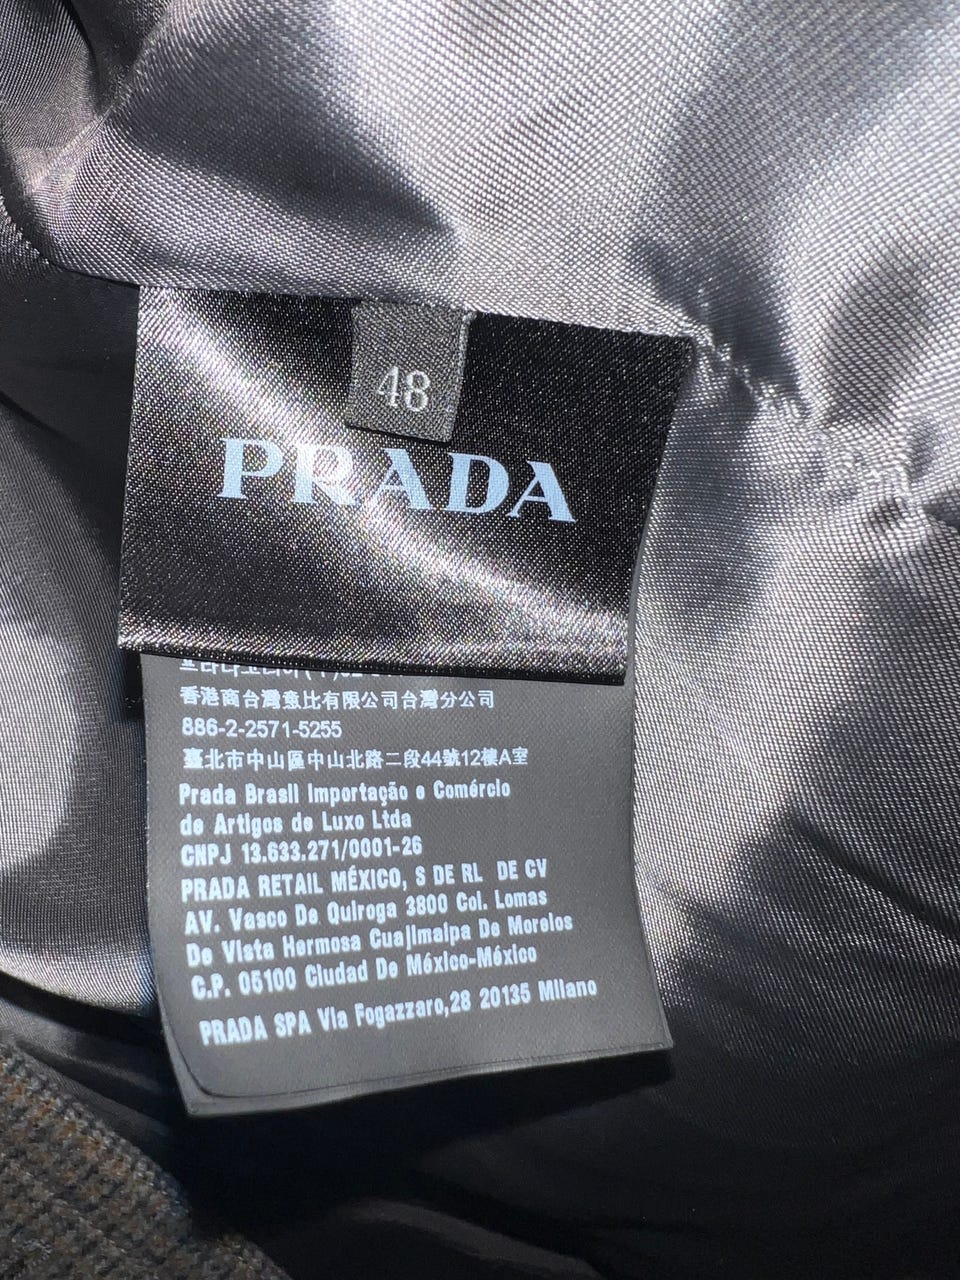 48
PRADA
香港商台灣意比有限公司台灣分公司
886-2-2571-5255
臺北市中山區中山北路二段44號12樓A室
Prada Brasil Importação e Comércio
de Artigos de Luxo Ltda
CNPJ 13.633.271/0001-26
PRADA RETAIL MÉXICO, S DE RL DE CV
AV. Vasco De Quiroga 3800 Col. Lomas
De Vista Hermosa Cuajimalpa De Morelos
C.P. 05100 Ciudad De México-México
PRADA SPA Via Fogazzaro,28 20135 Milano